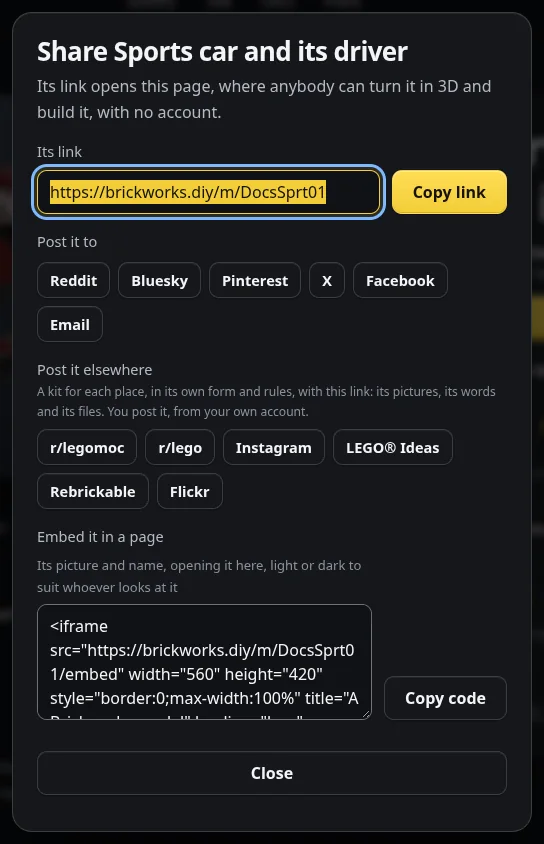 Share Sports car and its driver
Its link opens this page, where anybody can turn it in 3D and
build it, with no account.
Its link
https://brickworks.diy/m/DocsSprt01
Copy link
Post it to
Reddit
Bluesky
Pinterest
X
Facebook
Email
Post it elsewhere
A kit for each place, in its own form and rules, with this link: its pictures, its words
and its files. You post it, from your own account.
r/legomoc
r/lego
Instagram
LEGO® Ideas
Rebrickable
Flickr
Embed it in a page
Its picture and name, opening it here, light or dark to
suit whoever looks at it
<iframe
src="https://brickworks.diy/m/DocsSprt0
1/embed" width="560" height="420"
style="border:0;max-width:100%" title="A
Copy code
Close